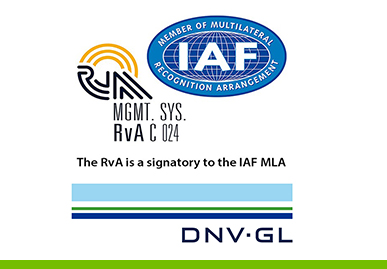 MEMBER OF MULTILATERAL
IAF
RECOGNITION ARRANGEMENT
RvA
MGMT. SYS.
RvA C 024
The RvA is a signatory to the IAF MLA
DNV·GL